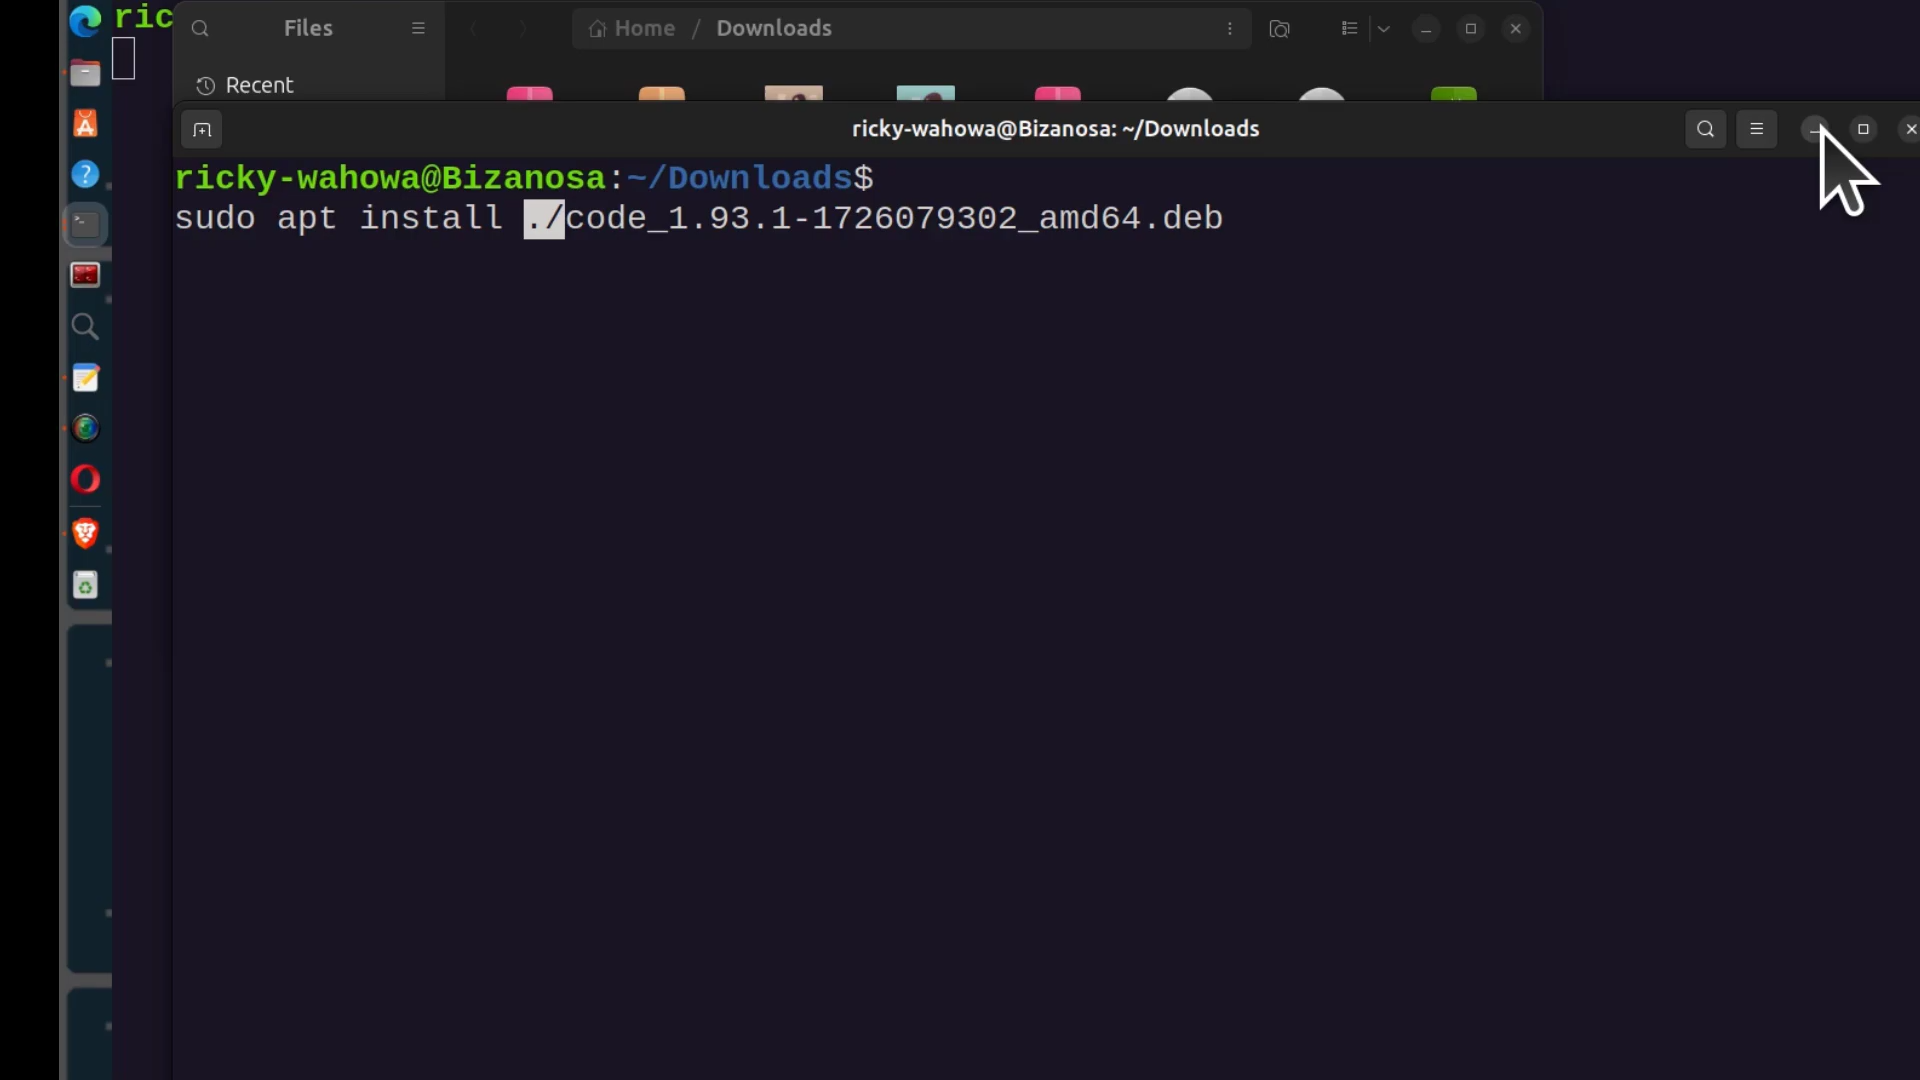 ric
Files
Home / Downloads
Recent
ricky-wahowa@Bizanosa: ~/Downloads
ricky-wahowa@Bizanosa:~/Downloads$
sudo apt install ./code_1.93.1-1726079302_amd64.deb